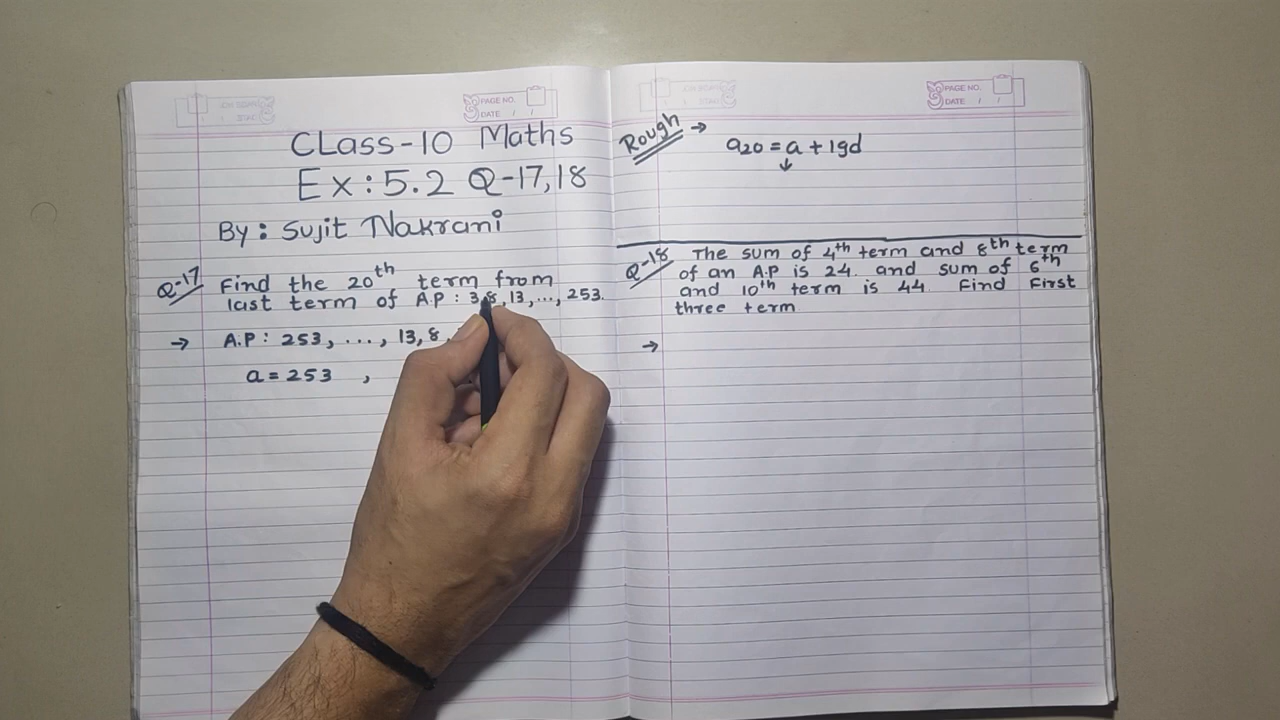 PAGE NO.
DATE / /
CLass-10 Maths
Ex:5.2 Q-17,18
By: Sujit Nakrani
Q-17 Find the 20th term from
last term of A.P : 3,8,13,...,253.
→ A.P: 253, ..., 13, 8,
a = 253 ,
PAGE NO.
DATE / /
Rough → a20 = a + 19d
↓
Q-18 The sum of 4th term and 8th term
of an A.P is 24. and sum of 6th
and 10th term is 44. Find First
three term
→